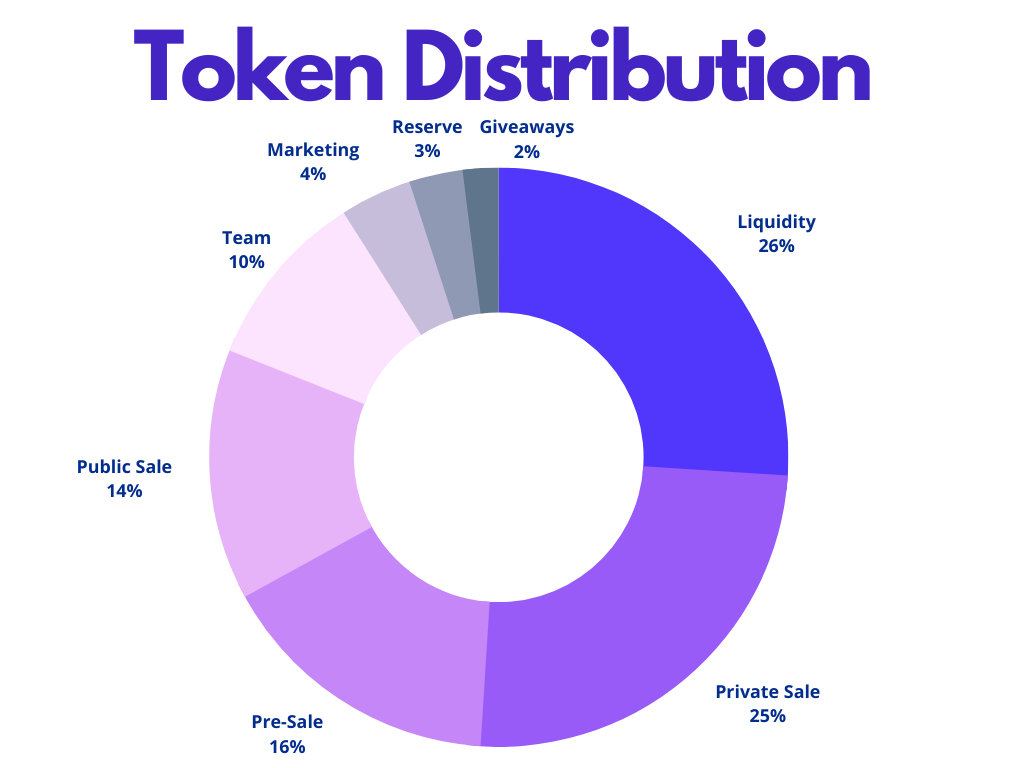 Token Distribution
Reserve
3%
Giveaways
2%
Marketing
4%
Liquidity
26%
Team
10%
Public Sale
14%
Private Sale
25%
Pre-Sale
16%